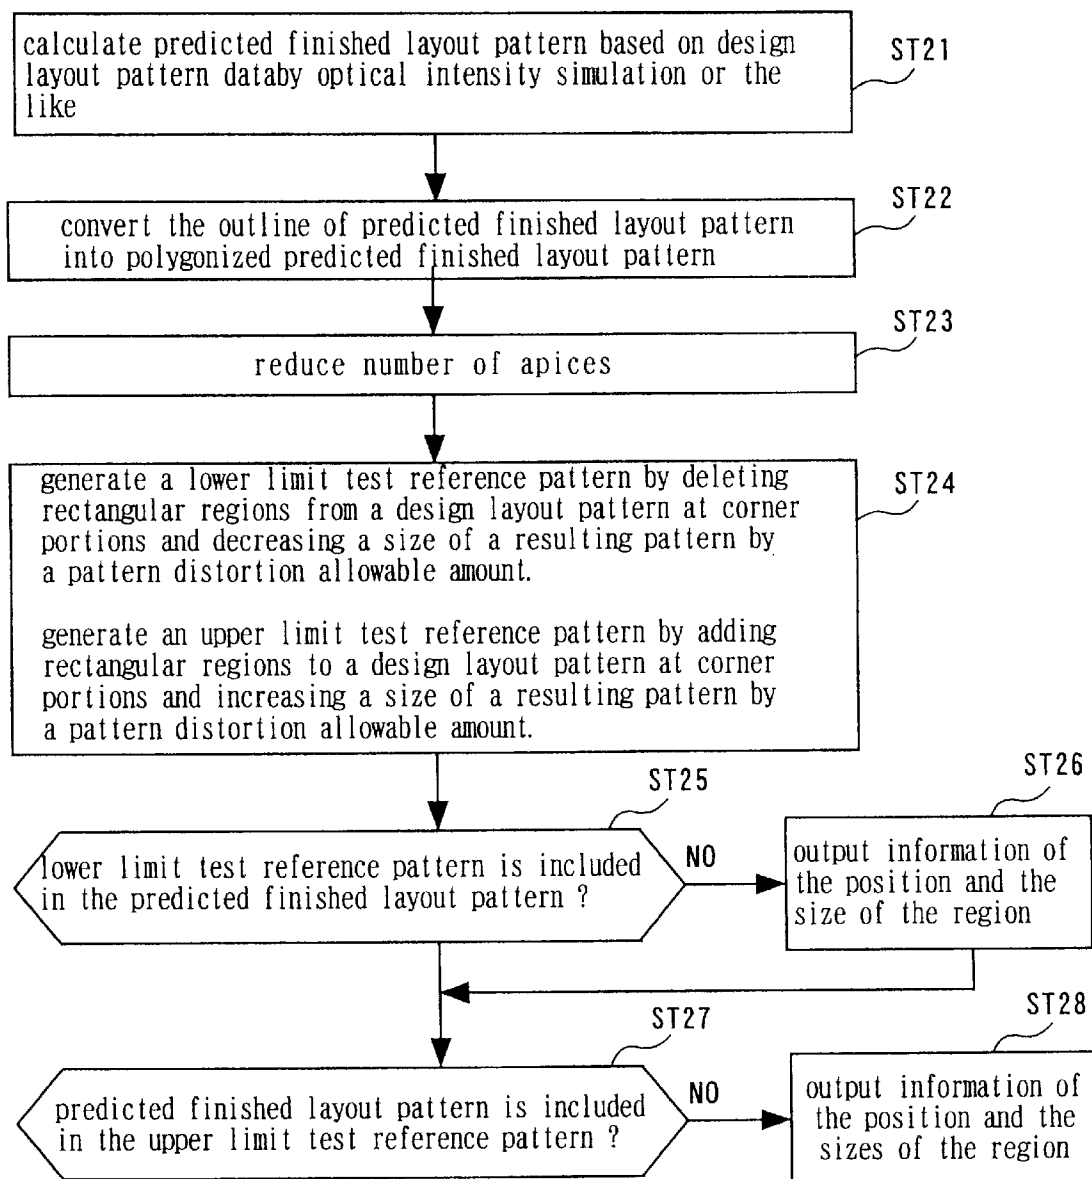 calculate predicted finished layout pattern based on design
layout pattern databy optical intensity simulation or the
like
ST21
convert the outline of predicted finished layout pattern
into polygonized predicted finished layout pattern
ST22
reduce number of apices
ST23
generate a lower limit test reference pattern by deleting
rectangular regions from a design layout pattern at corner
portions and decreasing a size of a resulting pattern by
a pattern distortion allowable amount.
generate an upper limit test reference pattern by adding
rectangular regions to a design layout pattern at corner
portions and increasing a size of a resulting pattern by
a pattern distortion allowable amount.
ST24
ST25
lower limit test reference pattern is included
in the predicted finished layout pattern ?
NO
ST26
output information of
the position and the
size of the region
ST27
predicted finished layout pattern is included
in the upper limit test reference pattern ?
NO
ST28
output information of
the position and the
sizes of the region